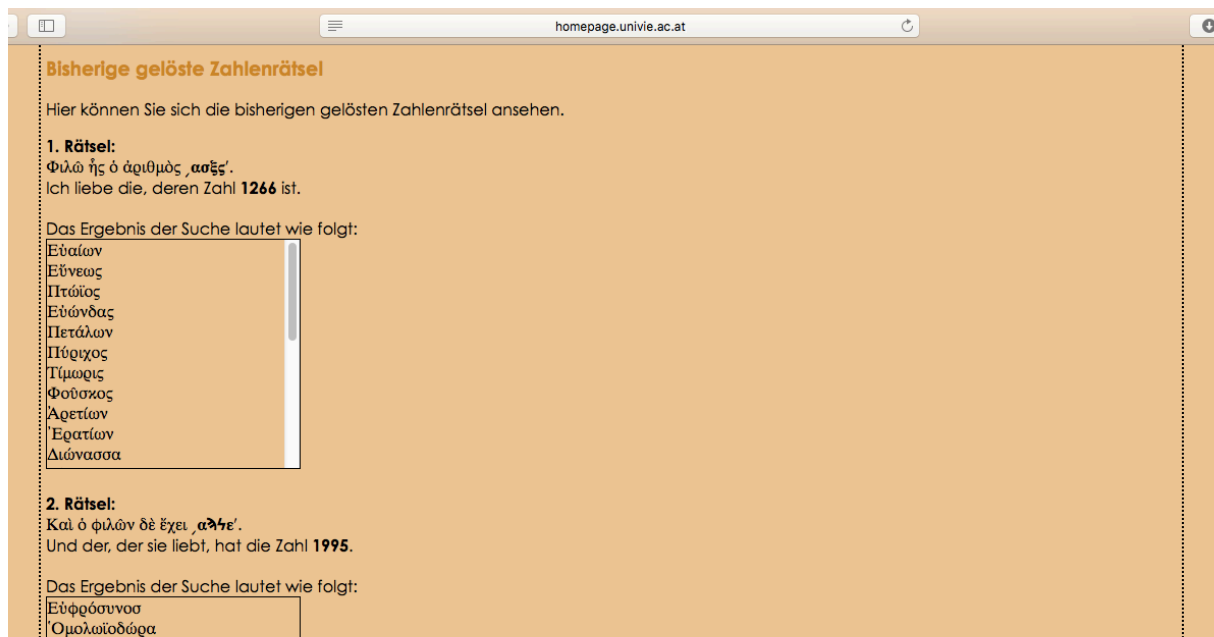 homepage.univie.ac.at
Bisherige gelöste Zahlenrätsel
Hier können Sie sich die bisherigen gelösten Zahlenrätsel ansehen.
1. Rätsel:
Φιλῶ ἧς ὁ ἀριθμὸς ͵ασξς′.
Ich liebe die, deren Zahl 1266 ist.
Das Ergebnis der Suche lautet wie folgt:
Εὐαίων
Εὔνεως
Πτώϊος
Εὐώνδας
Πετάλων
Πύριχος
Τίμωρις
Φοῦσκος
Ἀρετίων
Ἐρατίων
Διώνασσα
2. Rätsel:
Καὶ ὁ φιλῶν δὲ ἔχει ͵αϡϟε′.
Und der, der sie liebt, hat die Zahl 1995.
Das Ergebnis der Suche lautet wie folgt:
Εὐφρόσυνοσ
Ὁμολωϊοδώρα